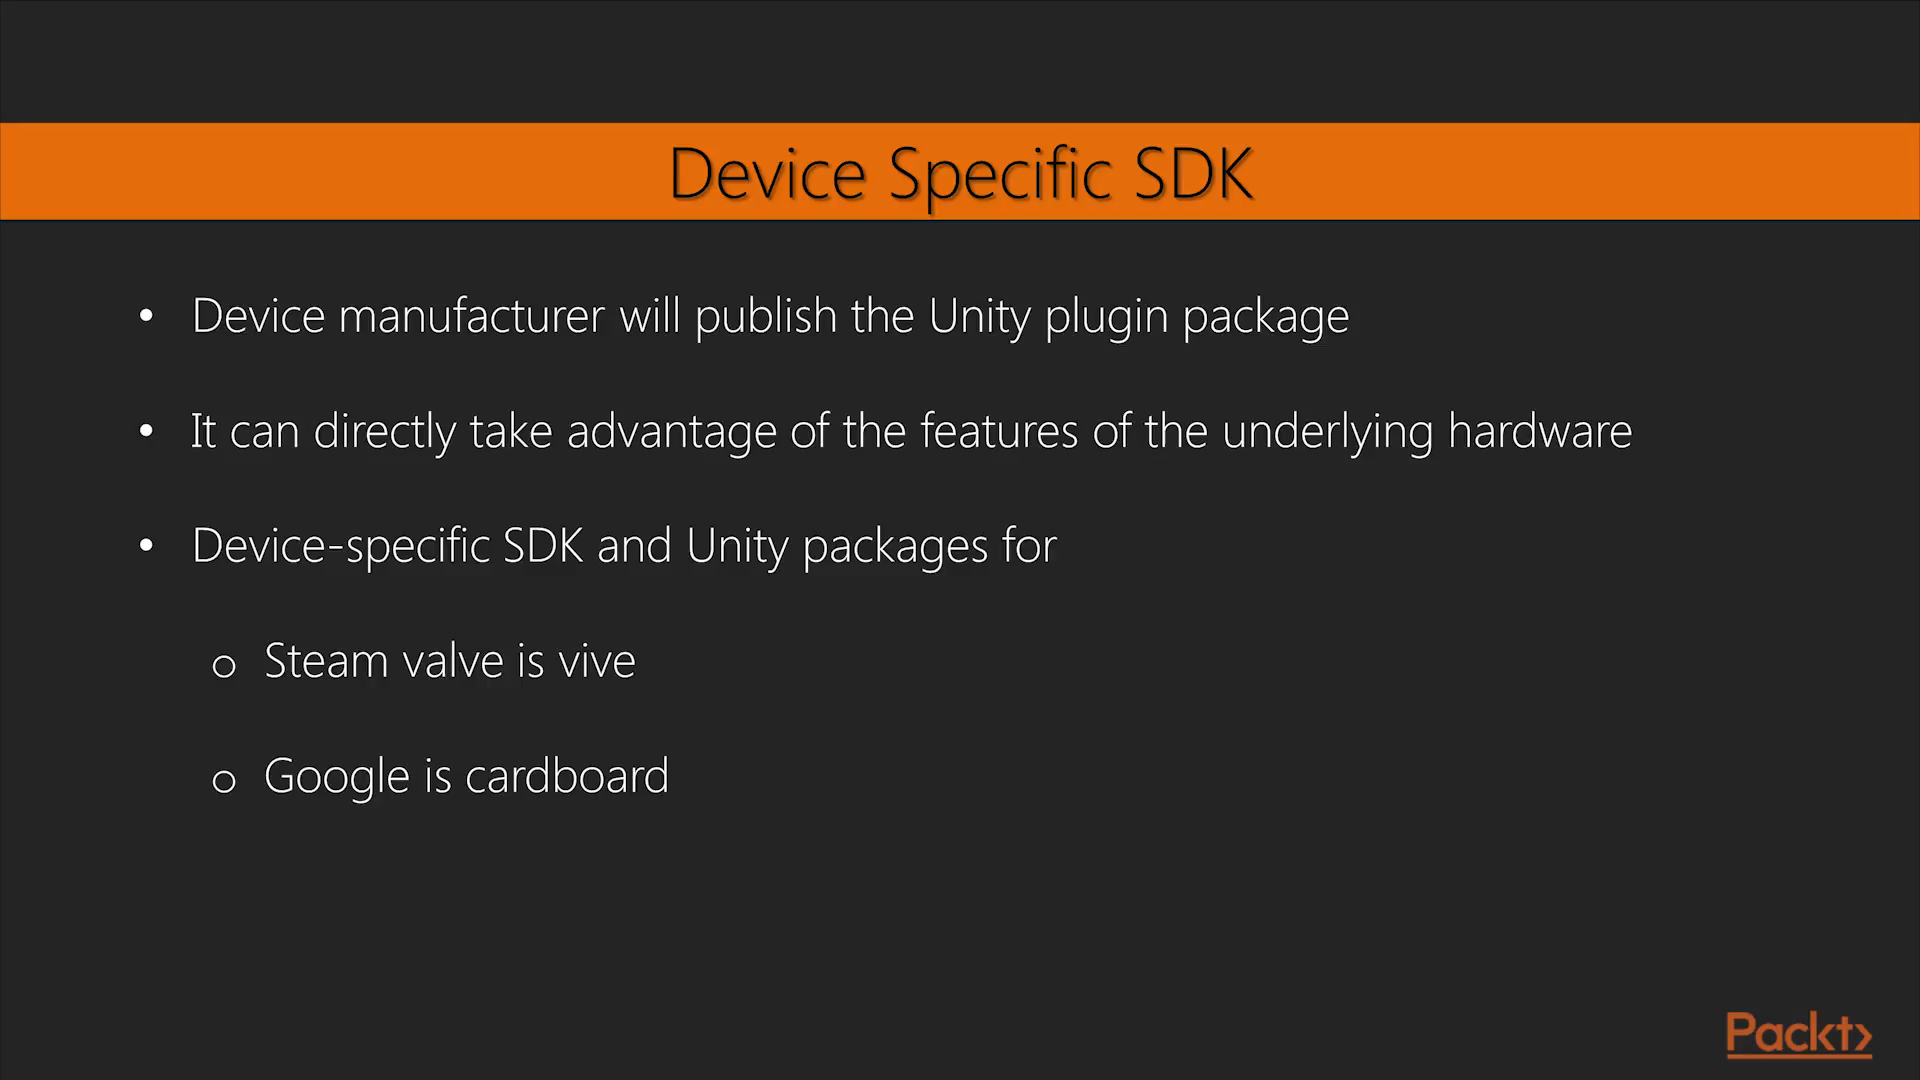 Device Specific SDK
• Device manufacturer will publish the Unity plugin package
• It can directly take advantage of the features of the underlying hardware
• Device-specific SDK and Unity packages for
o Steam valve is vive
o Google is cardboard
Packt>